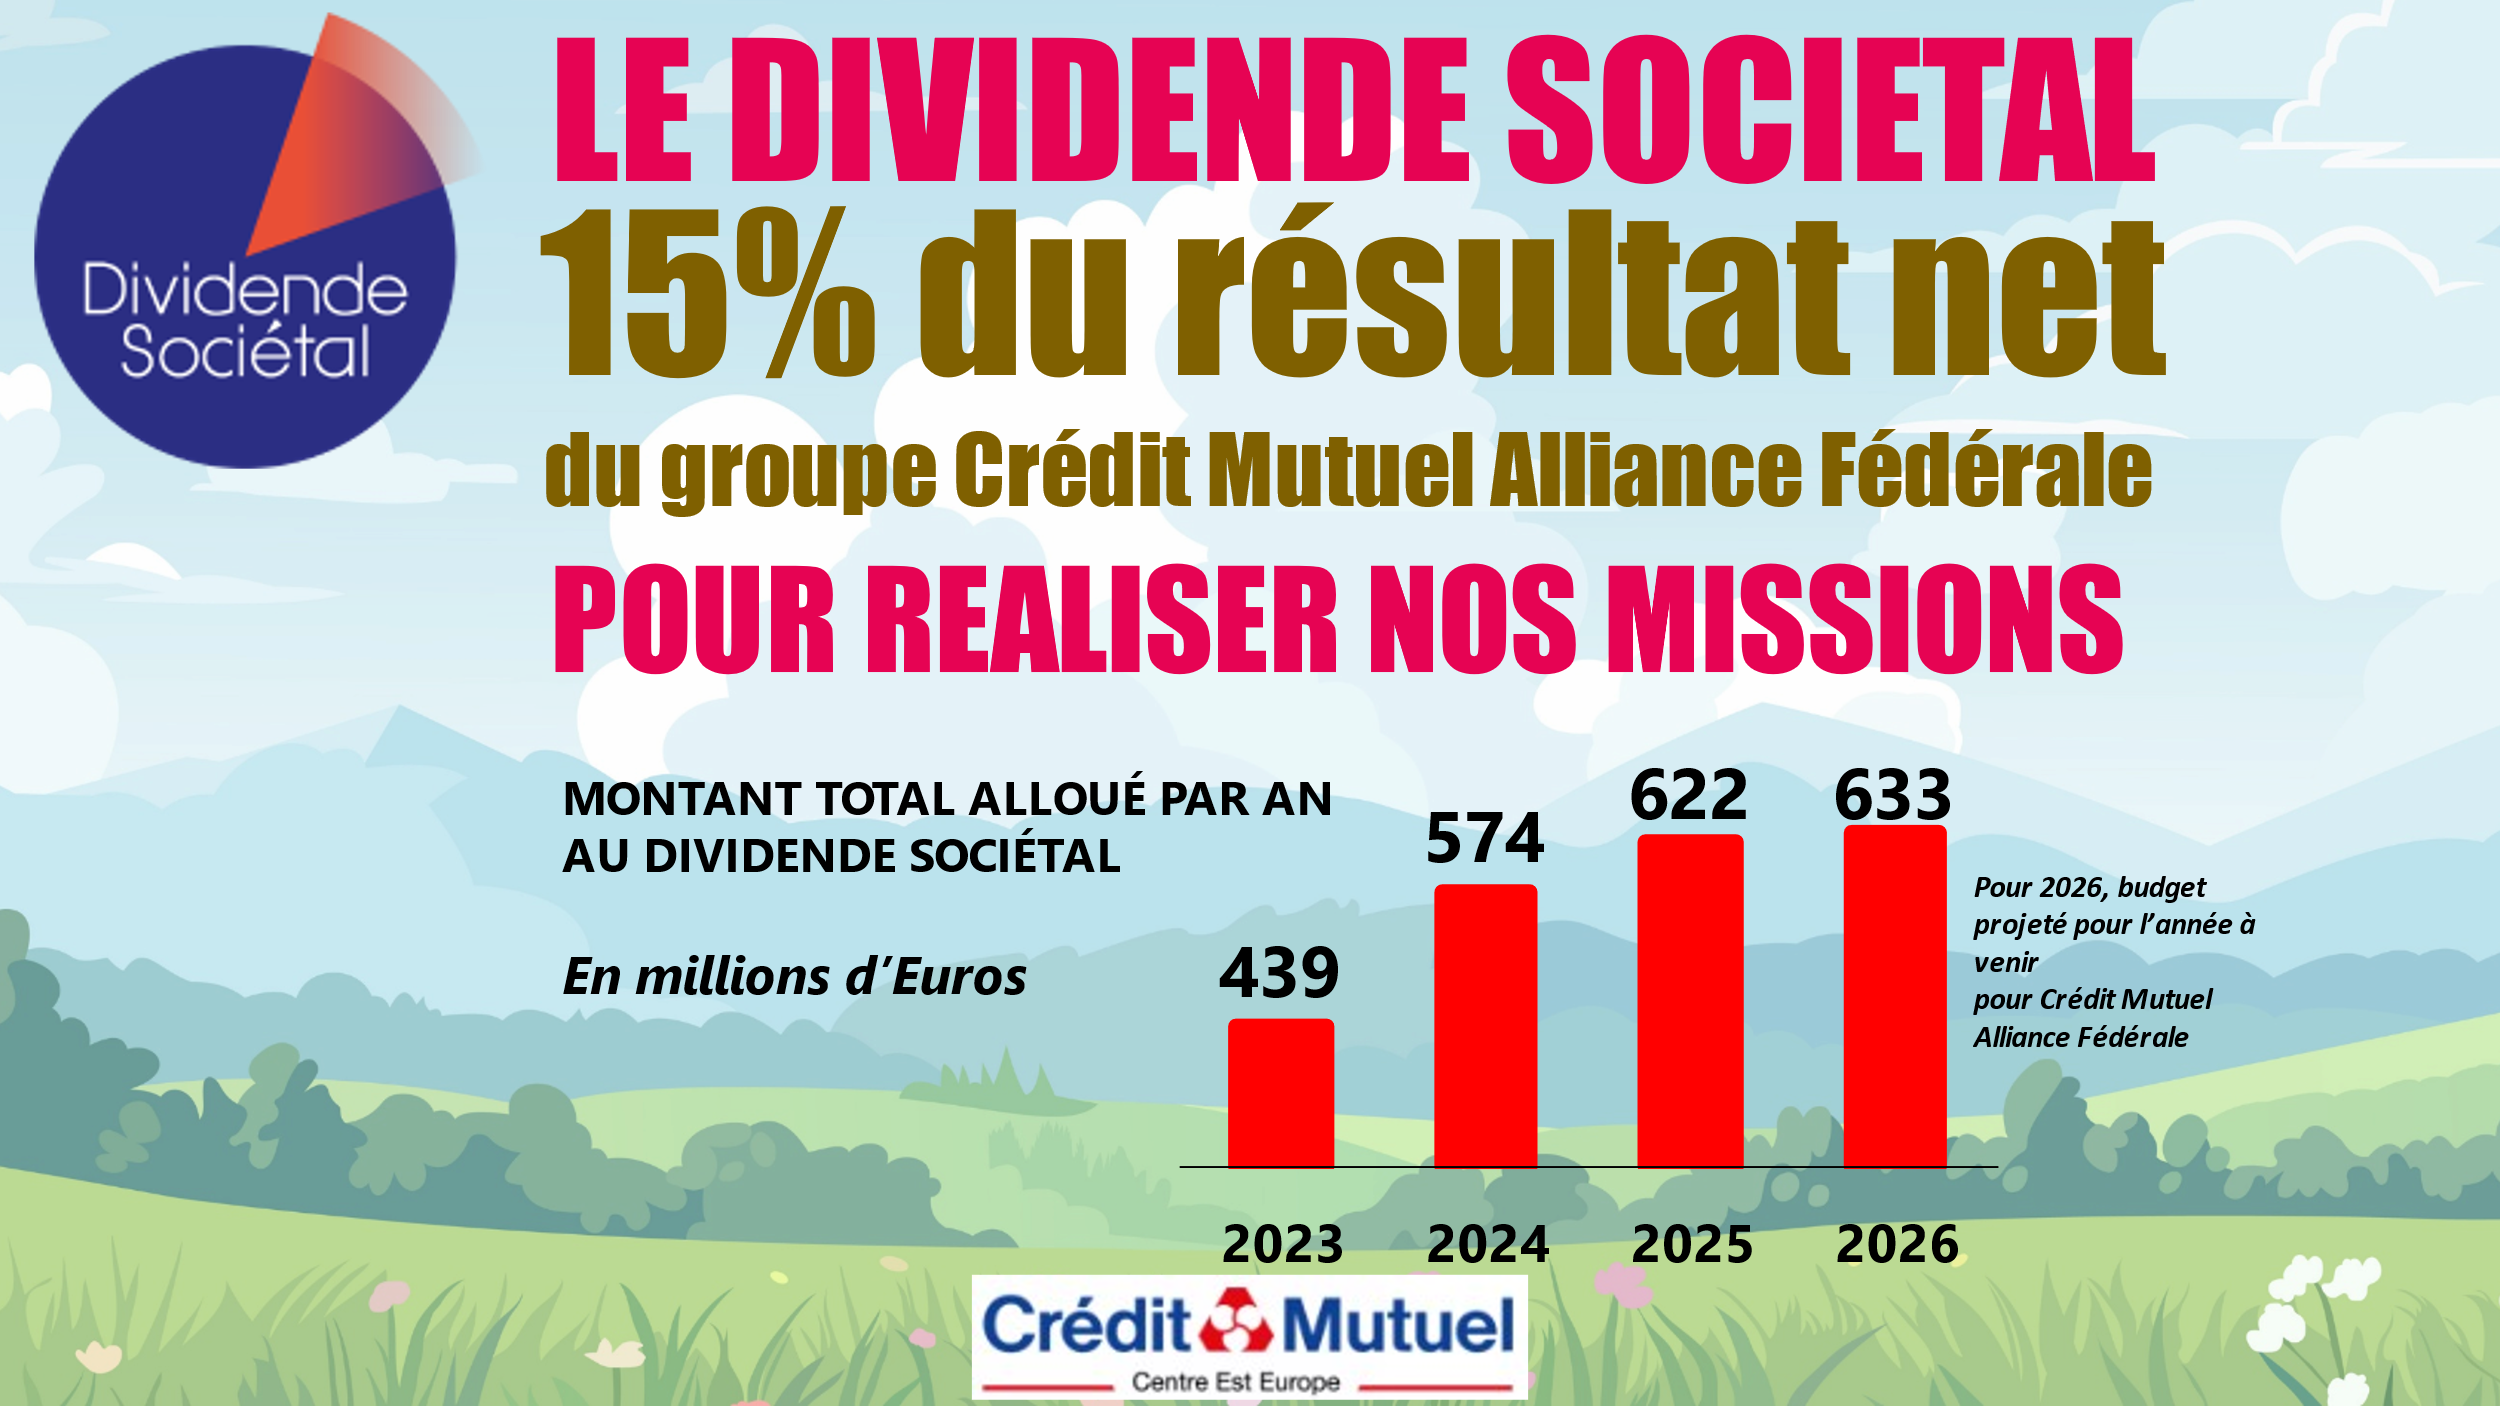 Dividende
Sociétal
LE DIVIDENDE SOCIETAL
15% du résultat net
du groupe Crédit Mutuel Alliance Fédérale
POUR REALISER NOS MISSIONS
MONTANT TOTAL ALLOUÉ PAR AN
AU DIVIDENDE SOCIÉTAL
En millions d’Euros
439
574
622
633
Pour 2026, budget
projeté pour l’année à
venir
pour Crédit Mutuel
Alliance Fédérale
2023
2024
2025
2026
Crédit Mutuel
Centre Est Europe